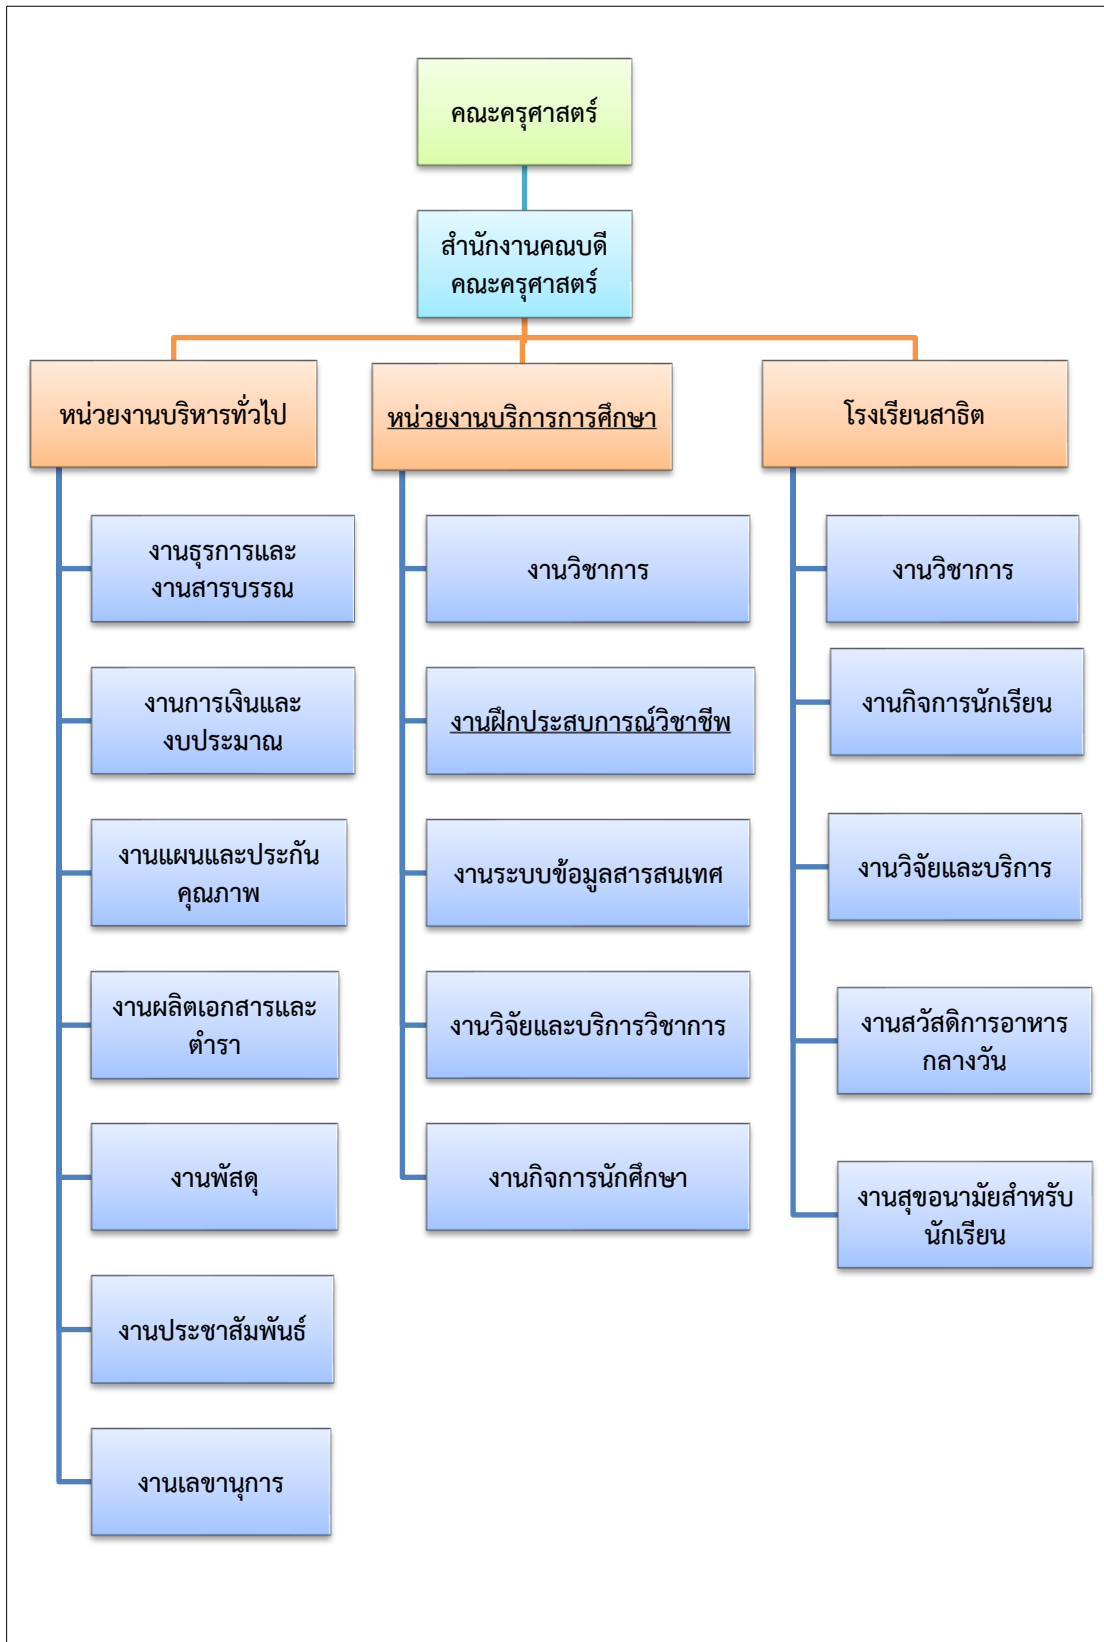 คณะครุศาสตร์
สำนักงานคณบดี
คณะครุศาสตร์
หน่วยงานบริหารทั่วไป
งานธุรการและ
งานสารบรรณ
งานการเงินและ
งบประมาณ
งานแผนและประกัน
คุณภาพ
งานผลิตเอกสารและ
ตำรา
งานพัสดุ
งานประชาสัมพันธ์
งานเลขานุการ
หน่วยงานบริการการศึกษา
งานวิชาการ
งานฝึกประสบการณ์วิชาชีพ
งานระบบข้อมูลสารสนเทศ
งานวิจัยและบริการวิชาการ
งานกิจการนักศึกษา
โรงเรียนสาธิต
งานวิชาการ
งานกิจการนักเรียน
งานวิจัยและบริการ
งานสวัสดิการอาหาร
กลางวัน
งานสุขอนามัยสำหรับ
นักเรียน